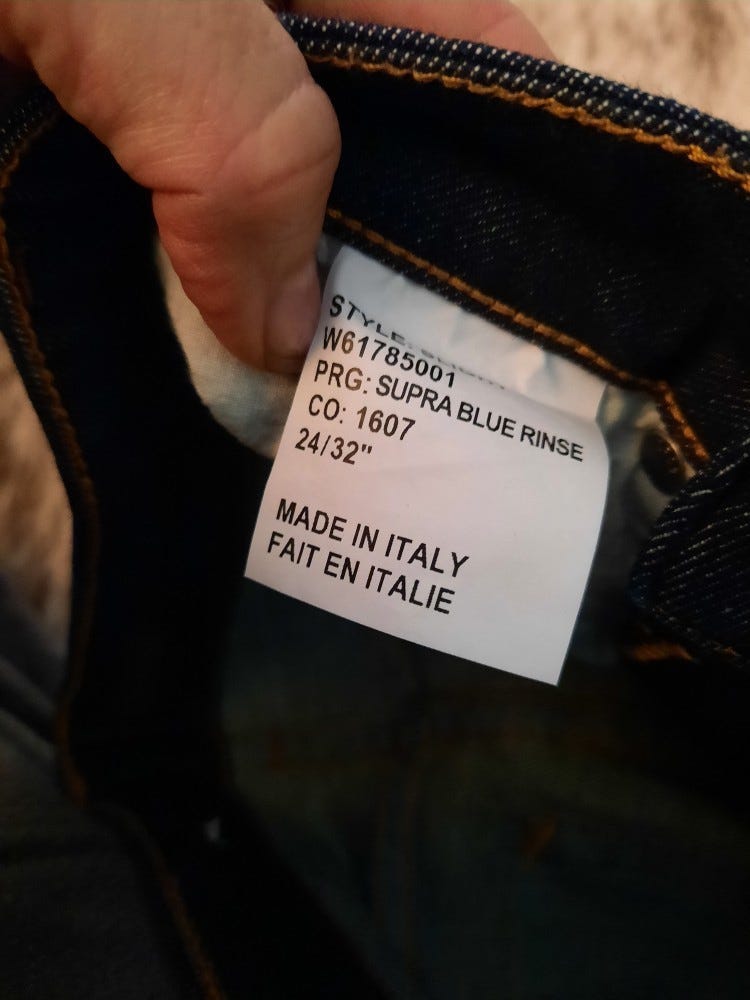 STYLE:
W61785001
PRG: SUPRA BLUE RINSE
CO: 1607
24/32"
MADE IN ITALY
FAIT EN ITALIE